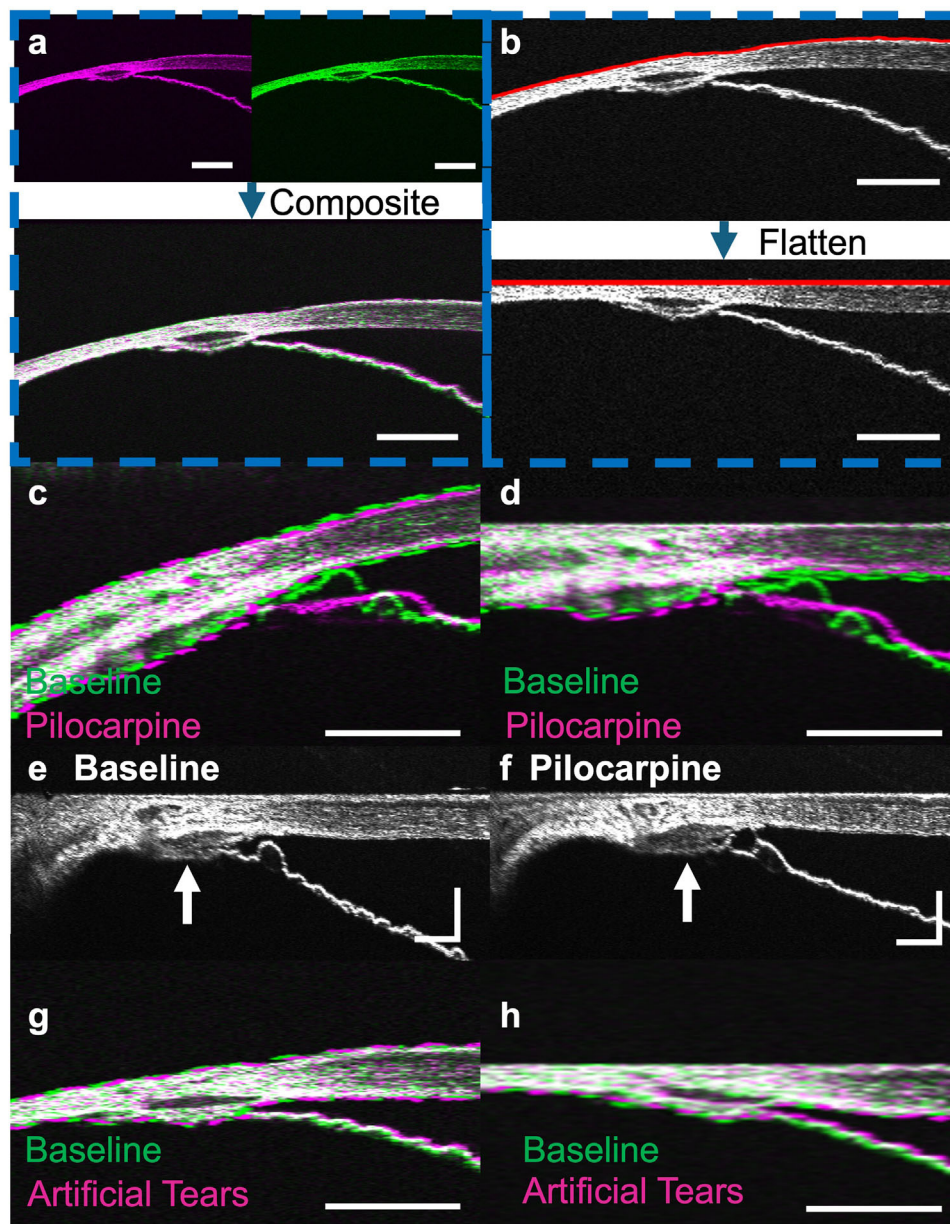 a
b
Composite
Flatten
c
d
Baseline
Pilocarpine
Baseline
Pilocarpine
e Baseline
f Pilocarpine
g
h
Baseline
Artificial Tears
Baseline
Artificial Tears